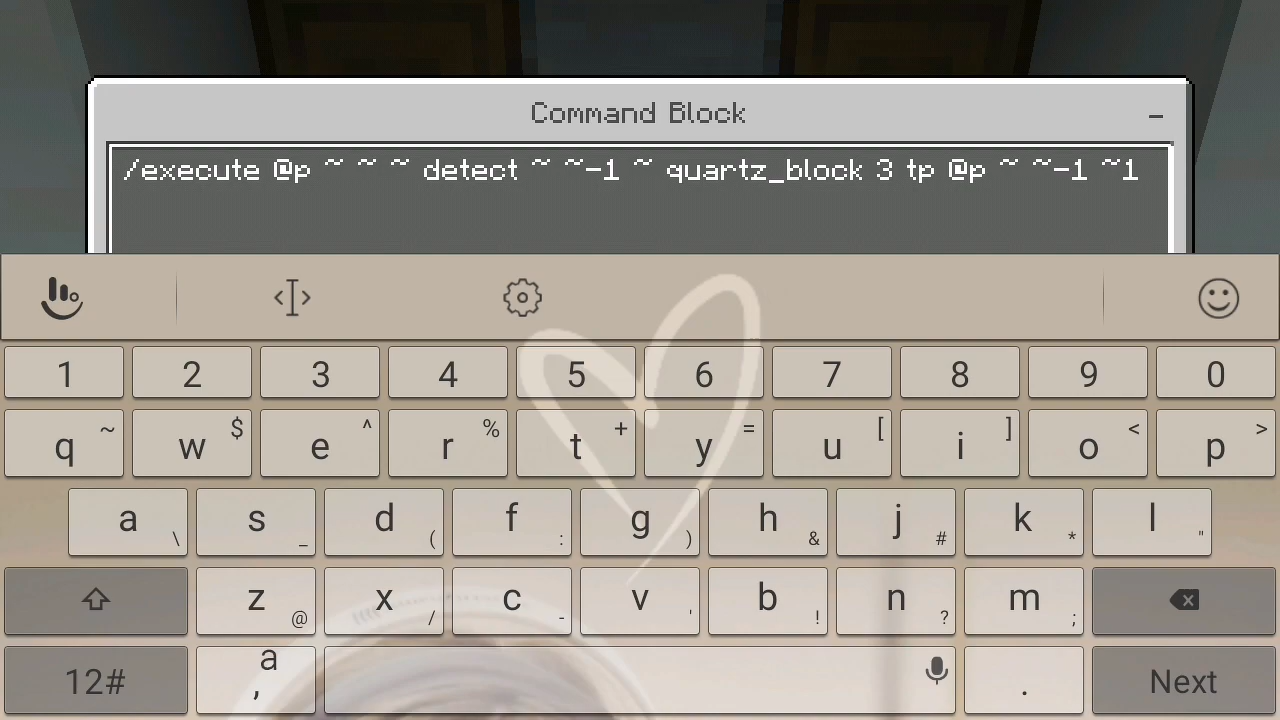 Command Block
/execute @p ~ ~ ~ detect ~ ~-1 ~ quartz_block 3 tp @p ~ ~-1 ~1
1 2 3 4 5 6 7 8 9 0
q ~ w $ e ^ r % t + y = u [ i ] o < p >
a \ s _ d ( f : g ) h & j # k * l "
z @ x / c - v ' b ! n ? m ;
12# a , . Next